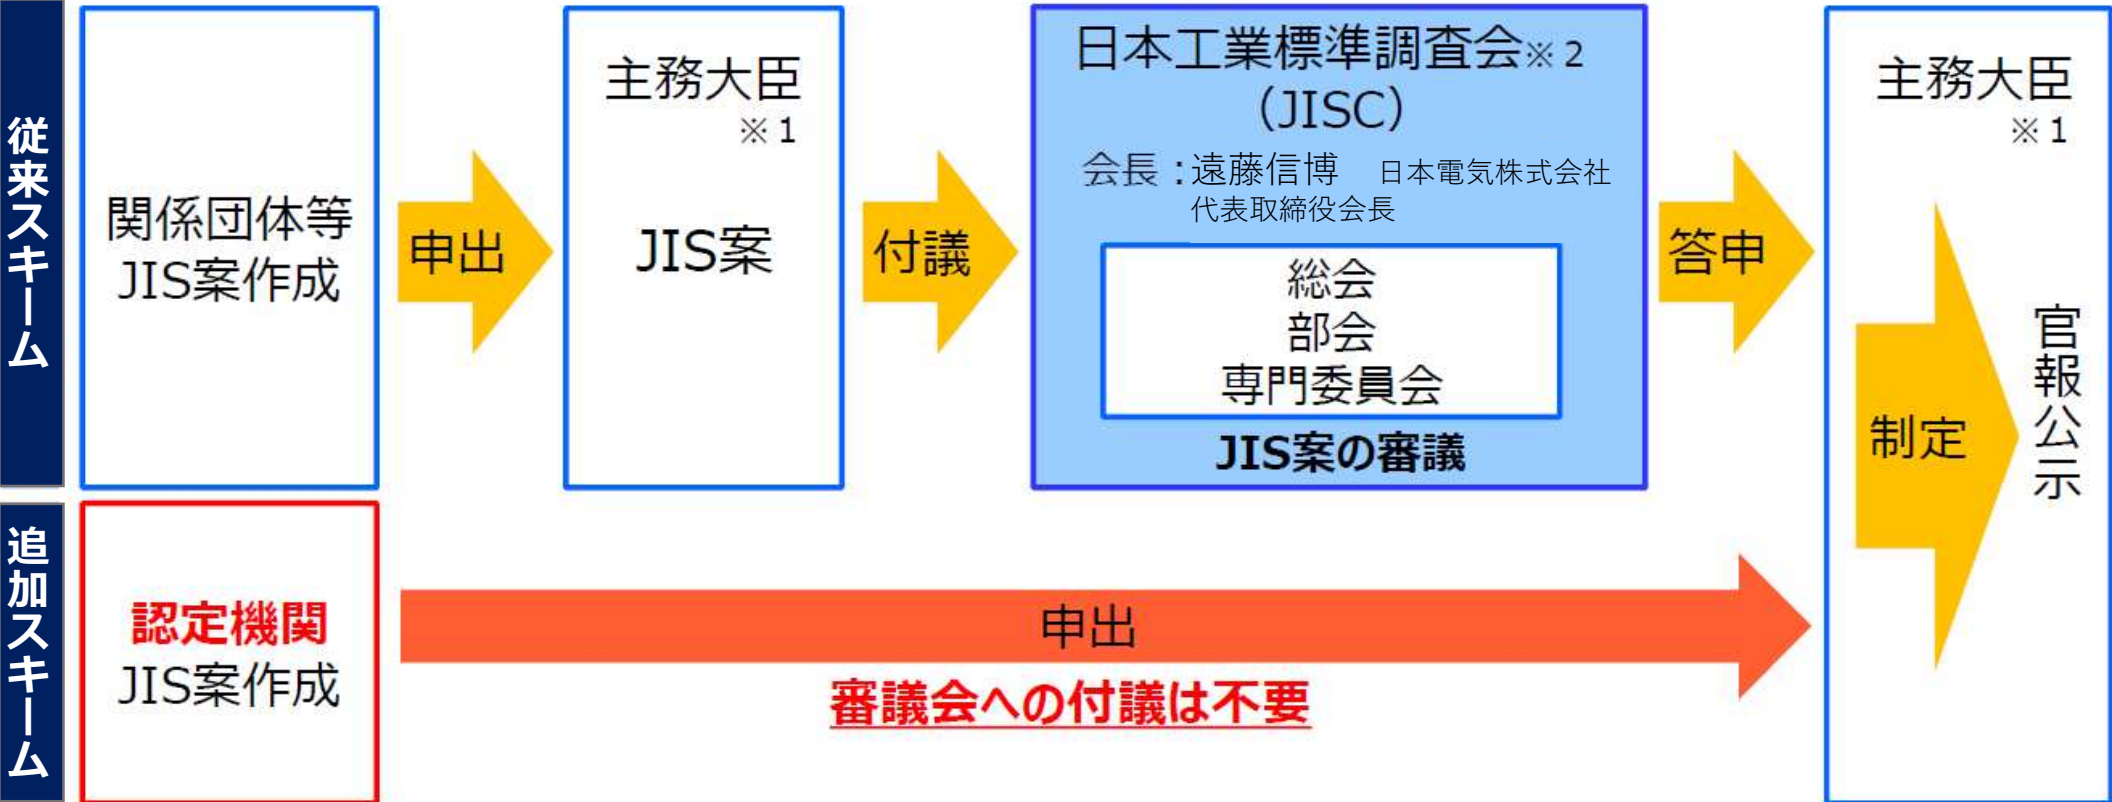 従来スキーム
関係団体等
JIS案作成
申出
主務大臣
※1
JIS案
付議
日本工業標準調査会※2
（JISC）
会長：遠藤信博　日本電気株式会社
代表取締役会長
総会
部会
専門委員会
JIS案の審議
答申
主務大臣
※1
制定
官報公示
追加スキーム
認定機関
JIS案作成
申出
審議会への付議は不要